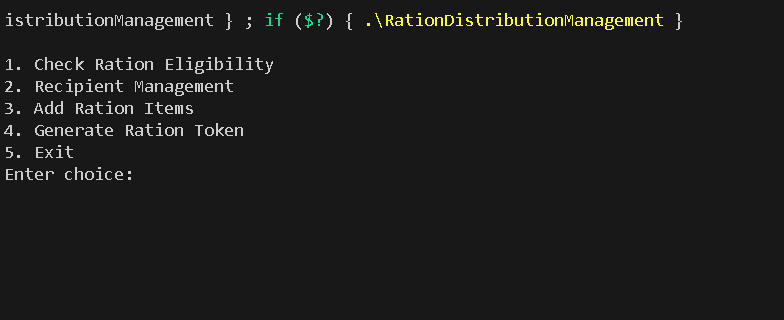 istributionManagement } ; if ($?) { .\RationDistributionManagement }
1. Check Ration Eligibility
2. Recipient Management
3. Add Ration Items
4. Generate Ration Token
5. Exit
Enter choice: